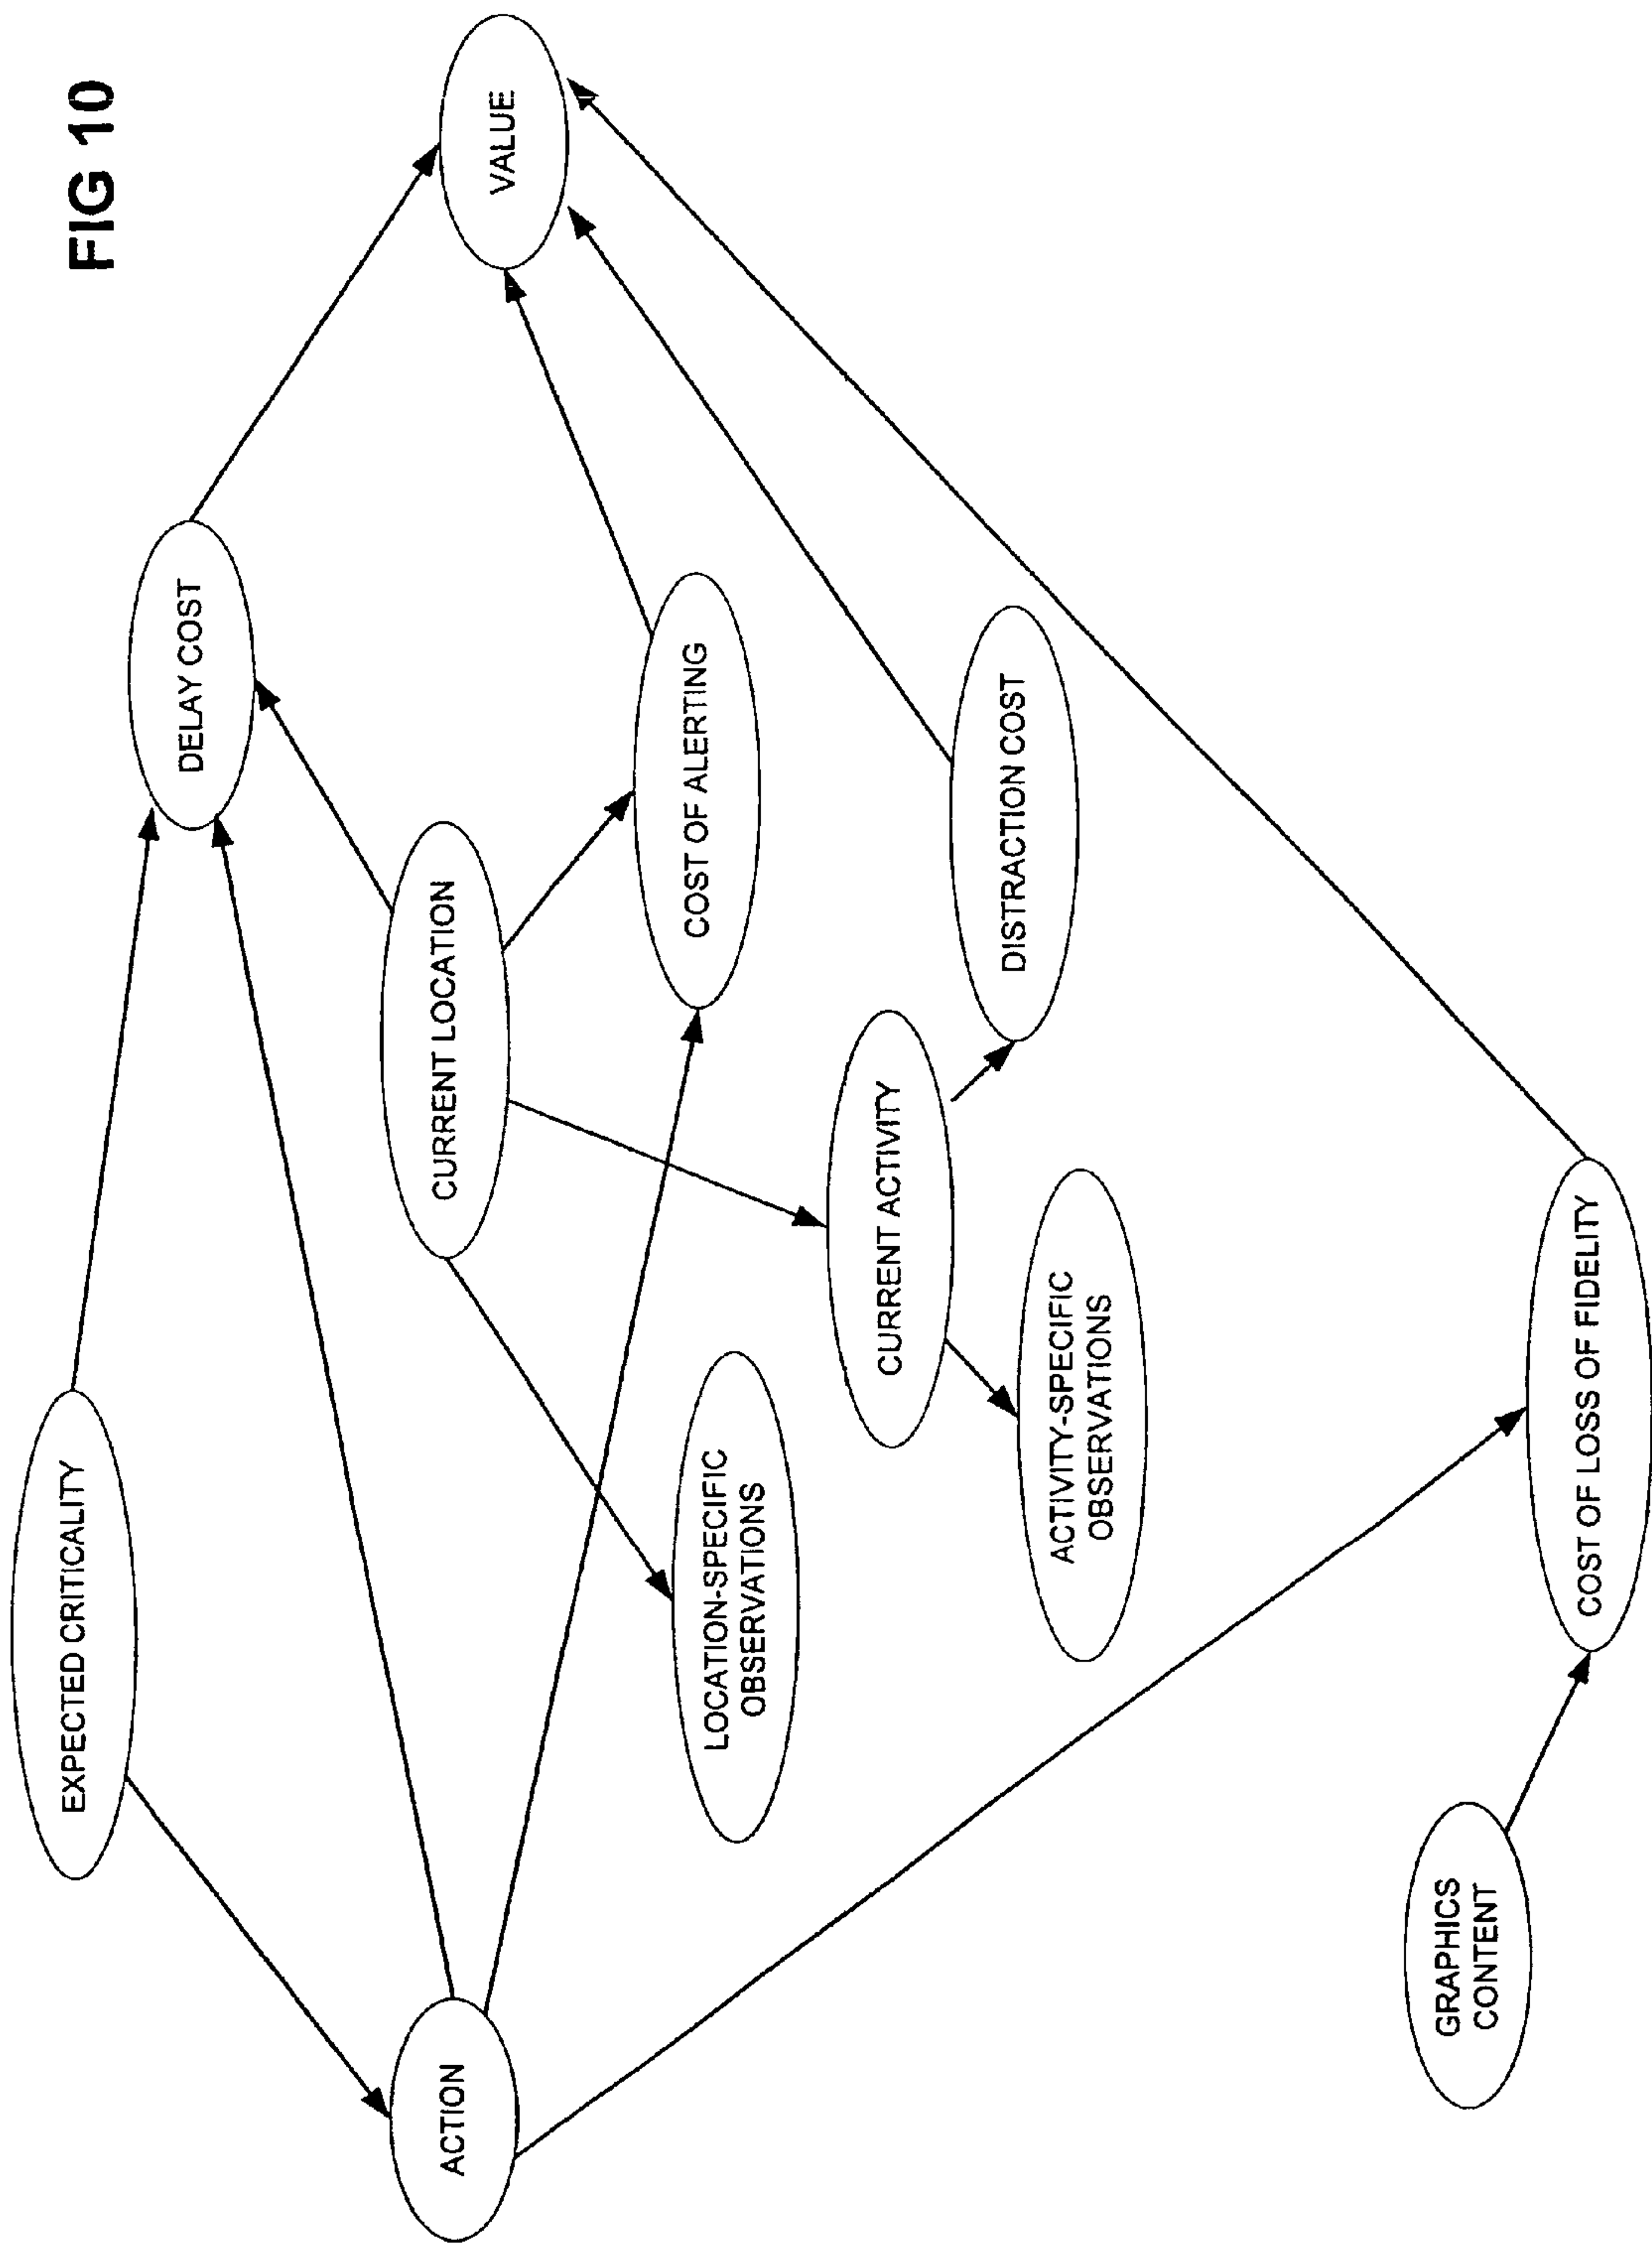 FIG 10
EXPECTED CRITICALITY
DELAY COST
ACTION
CURRENT LOCATION
VALUE
LOCATION-SPECIFIC
OBSERVATIONS
COST OF ALERTING
CURRENT ACTIVITY
ACTIVITY-SPECIFIC
OBSERVATIONS
DISTRACTION COST
GRAPHICS
CONTENT
COST OF LOSS OF FIDELITY